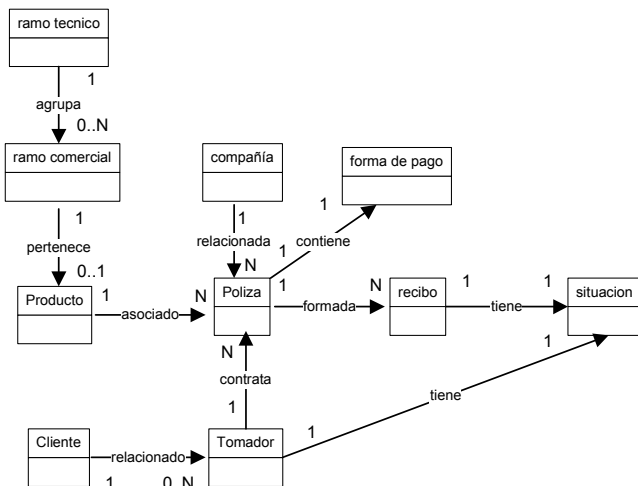 ramo tecnico
1
agrupa
0..N
ramo comercial
compañía
forma de pago
1
1
1
pertenece
relacionada
1
contiene
0..1
N
Producto
1
asociado
N
Poliza
1
formada
N
recibo
1
tiene
1
situacion
N
1
contrata
tiene
1
1
Cliente
relacionado
Tomador
1
0..N